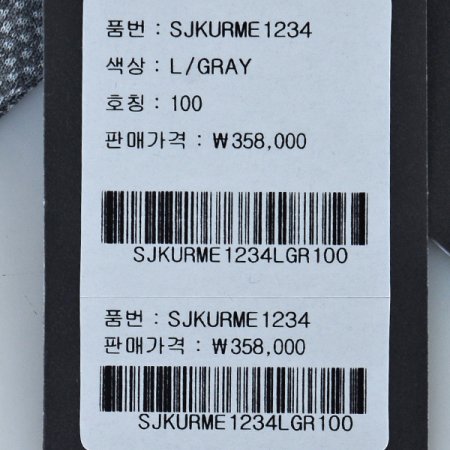 품번 : SJKURME1234
색상 : L/GRAY
호칭 : 100
판매가격 : ₩358,000
SJKURME1234LGR100
품번 : SJKURME1234
판매가격 : ₩358,000
SJKURME1234LGR100